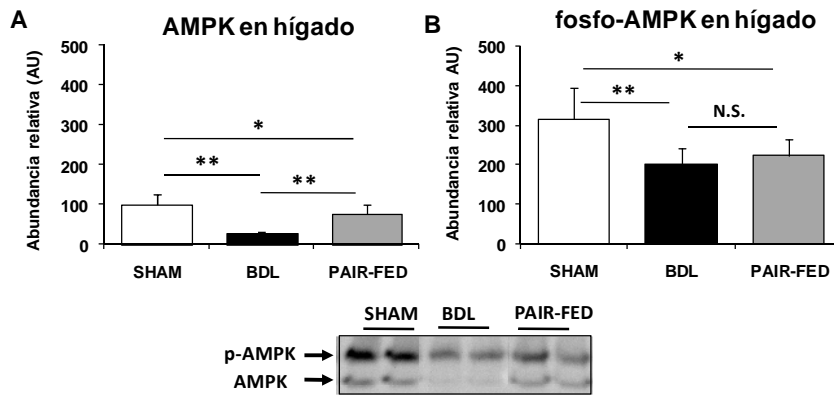 A
AMPK en hígado
Abundancia relativa (AU)
500
400
300
200
100
0
*
**
**
SHAM
BDL
PAIR-FED
B
fosfo-AMPK en hígado
Abundancia relativa AU)
500
400
300
200
100
0
*
**
N.S.
SHAM
BDL
PAIR-FED
SHAM
BDL
PAIR-FED
p-AMPK
AMPK